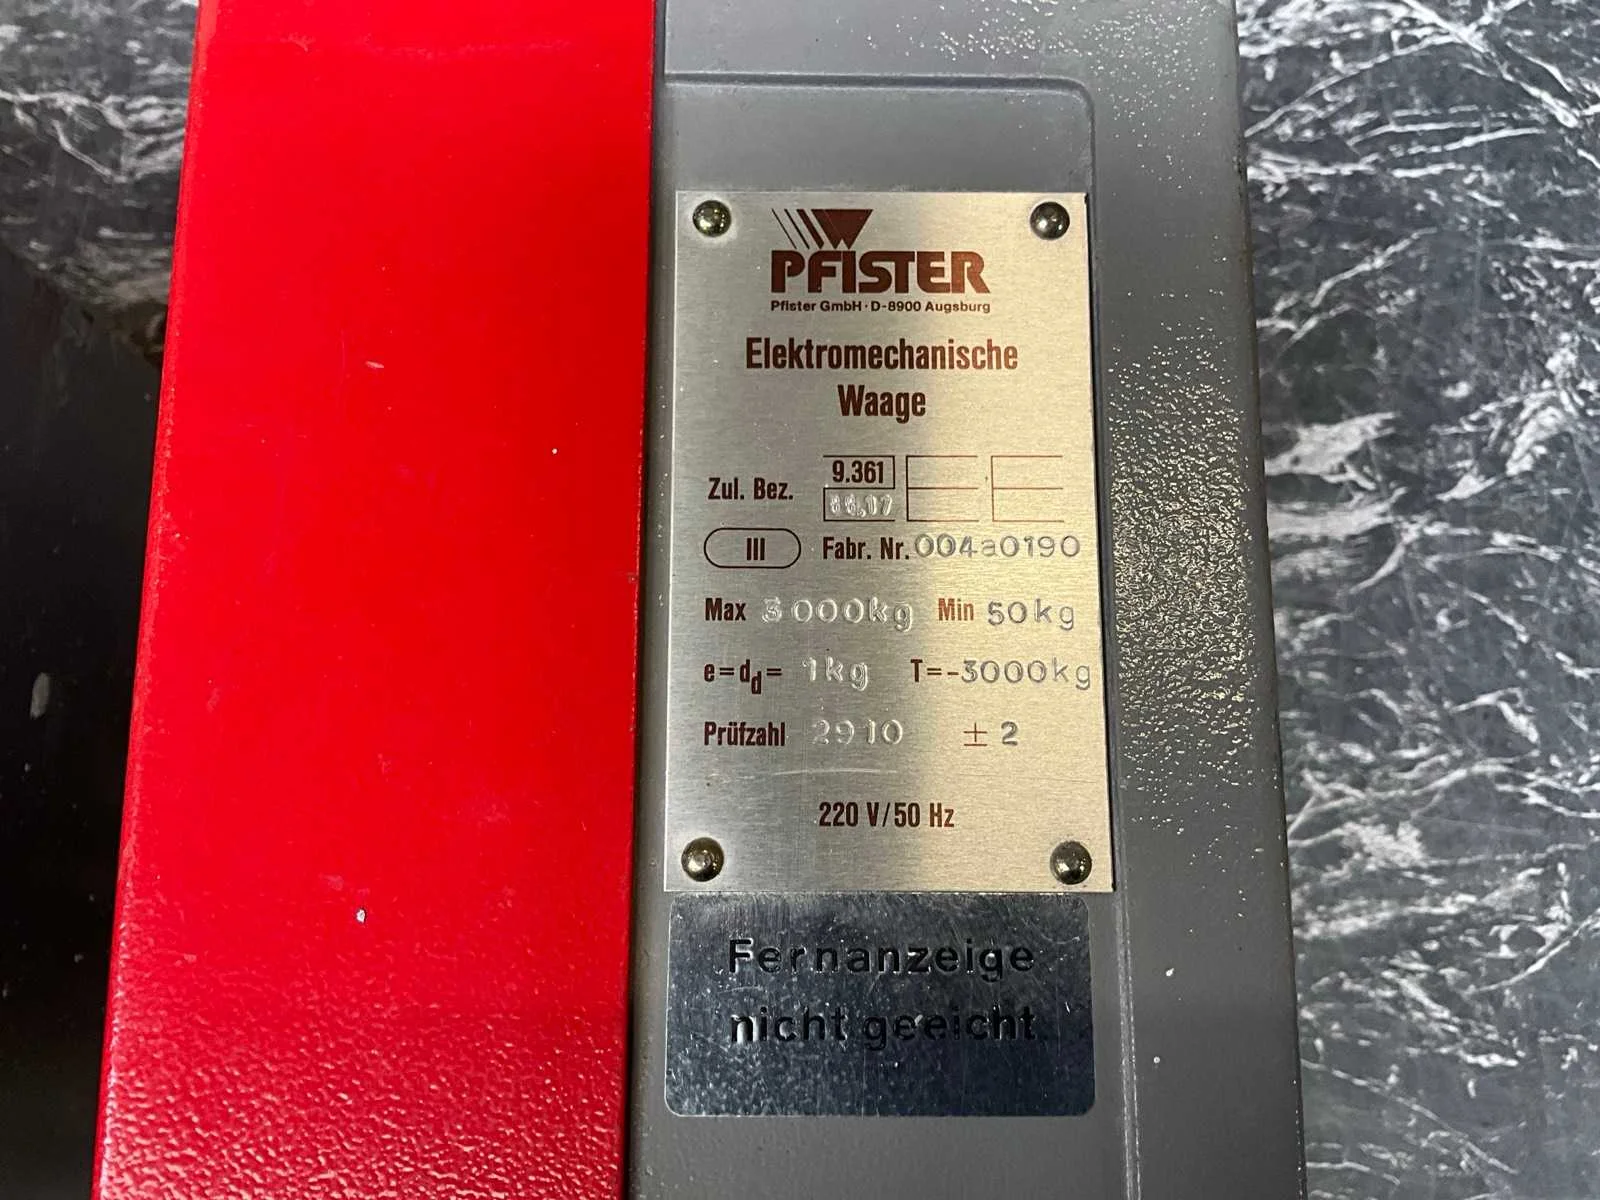 PFISTER
Pfister GmbH · D-8900 Augsburg
Elektromechanische
Waage
Zul. Bez. 9.361
III Fabr. Nr. 004a0190
Max 3000kg Min 50kg
e=dd= 1kg T=-3000kg
Prüfzahl 2910 ± 2
220 V/50 Hz
Fernanzeige
nicht geeicht